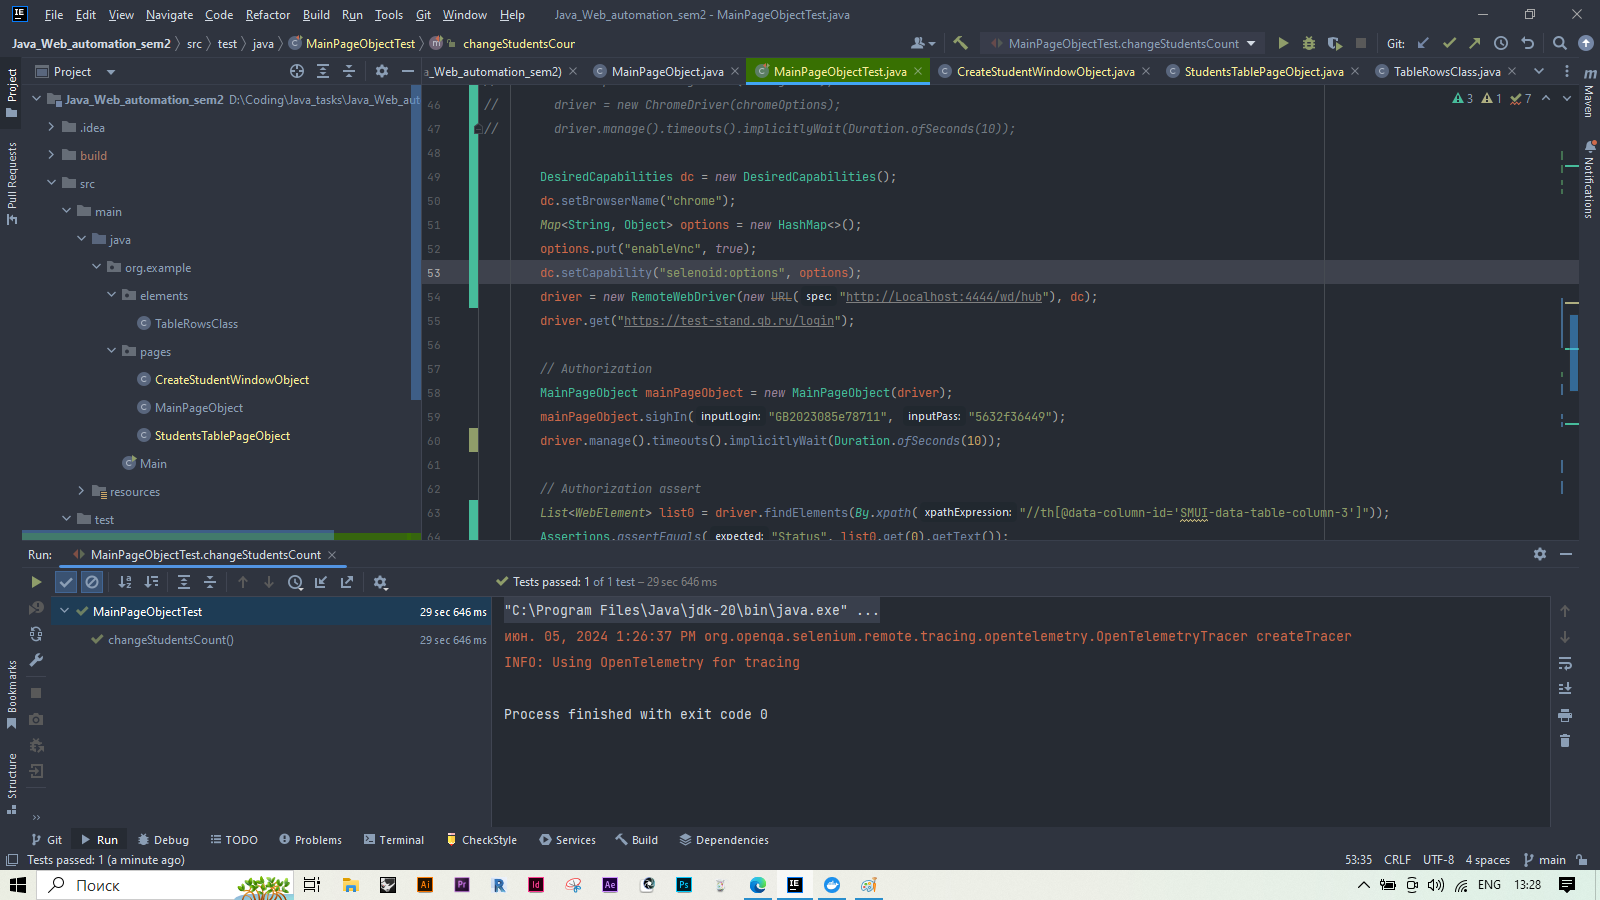 File Edit View Navigate Code Refactor Build Run Tools Git Window Help Java_Web_automation_sem2 - MainPageObjectTest.java
Java_Web_automation_sem2 src test java MainPageObjectTest changeStudentsCour MainPageObjectTest.changeStudentsCount Git:
Project
Pull Requests
Bookmarks
Structure
Maven
Notifications
Project
Java_Web_automation_sem2 D:\Coding\Java_tasks\Java_Web_aut
.idea
build
src
main
java
org.example
elements
TableRowsClass
pages
CreateStudentWindowObject
MainPageObject
StudentsTablePageObject
Main
resources
test
a_Web_automation_sem2) MainPageObject.java MainPageObjectTest.java CreateStudentWindowObject.java StudentsTablePageObject.java TableRowsClass.java
3 1 7
46 // driver = new ChromeDriver(chromeOptions);
47 // driver.manage().timeouts().implicitlyWait(Duration.ofSeconds(10));
48
49 DesiredCapabilities dc = new DesiredCapabilities();
50 dc.setBrowserName("chrome");
51 Map<String, Object> options = new HashMap<>();
52 options.put("enableVnc", true);
53 dc.setCapability("selenoid:options", options);
54 driver = new RemoteWebDriver(new URL( spec: "http://Localhost:4444/wd/hub"), dc);
55 driver.get("https://test-stand.gb.ru/login");
56
57 // Authorization
58 MainPageObject mainPageObject = new MainPageObject(driver);
59 mainPageObject.sighIn( inputLogin: "GB2023085e78711", inputPass: "5632f36449");
60 driver.manage().timeouts().implicitlyWait(Duration.ofSeconds(10));
61
62 // Authorization assert
63 List<WebElement> list0 = driver.findElements(By.xpath( xpathExpression: "//th[@data-column-id='SMUI-data-table-column-3']"));
64 Assertions.assertEquals( expected: "Status", list0.get(0).getText());
Run: MainPageObjectTest.changeStudentsCount
Tests passed: 1 of 1 test – 29 sec 646 ms
MainPageObjectTest 29 sec 646 ms
changeStudentsCount() 29 sec 646 ms
"C:\Program Files\Java\jdk-20\bin\java.exe" ...
июн. 05, 2024 1:26:37 PM org.openqa.selenium.remote.tracing.opentelemetry.OpenTelemetryTracer createTracer
INFO: Using OpenTelemetry for tracing
Process finished with exit code 0
Git Run Debug TODO Problems Terminal CheckStyle Services Build Dependencies
Tests passed: 1 (a minute ago) 53:35 CRLF UTF-8 4 spaces main
Поиск Ai Pr R Id Ae Ps IE ENG 13:28